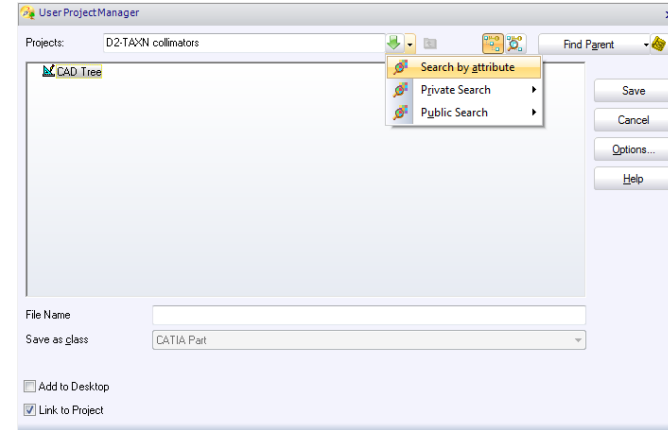 User Project Manager
Projects: D2-TAXN collimators Find Parent
CAD Tree
Search by attribute
Private Search
Public Search
Save
Cancel
Options...
Help
File Name
Save as class CATIA Part
Add to Desktop
Link to Project